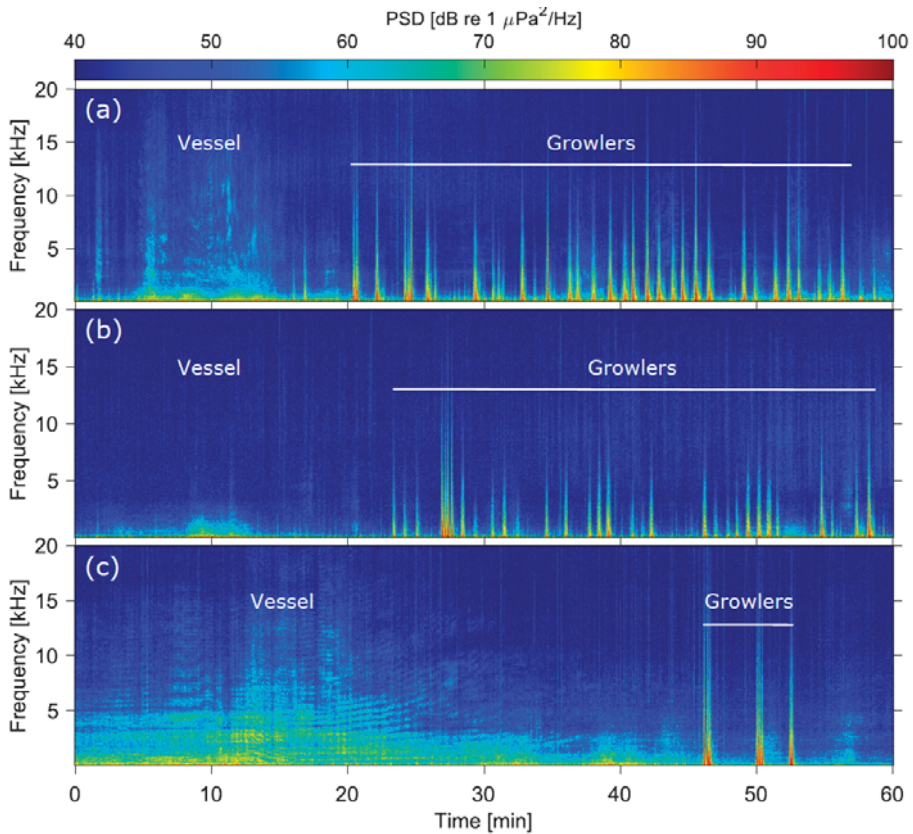 PSD [dB re 1 μPa²/Hz]
40 50 60 70 80 90 100
20
15
10
5
Frequency [kHz]
(a)
Vessel
Growlers
20
15
10
5
Frequency [kHz]
(b)
Vessel
Growlers
20
15
10
5
Frequency [kHz]
(c)
Vessel
Growlers
0 10 20 30 40 50 60
Time [min]